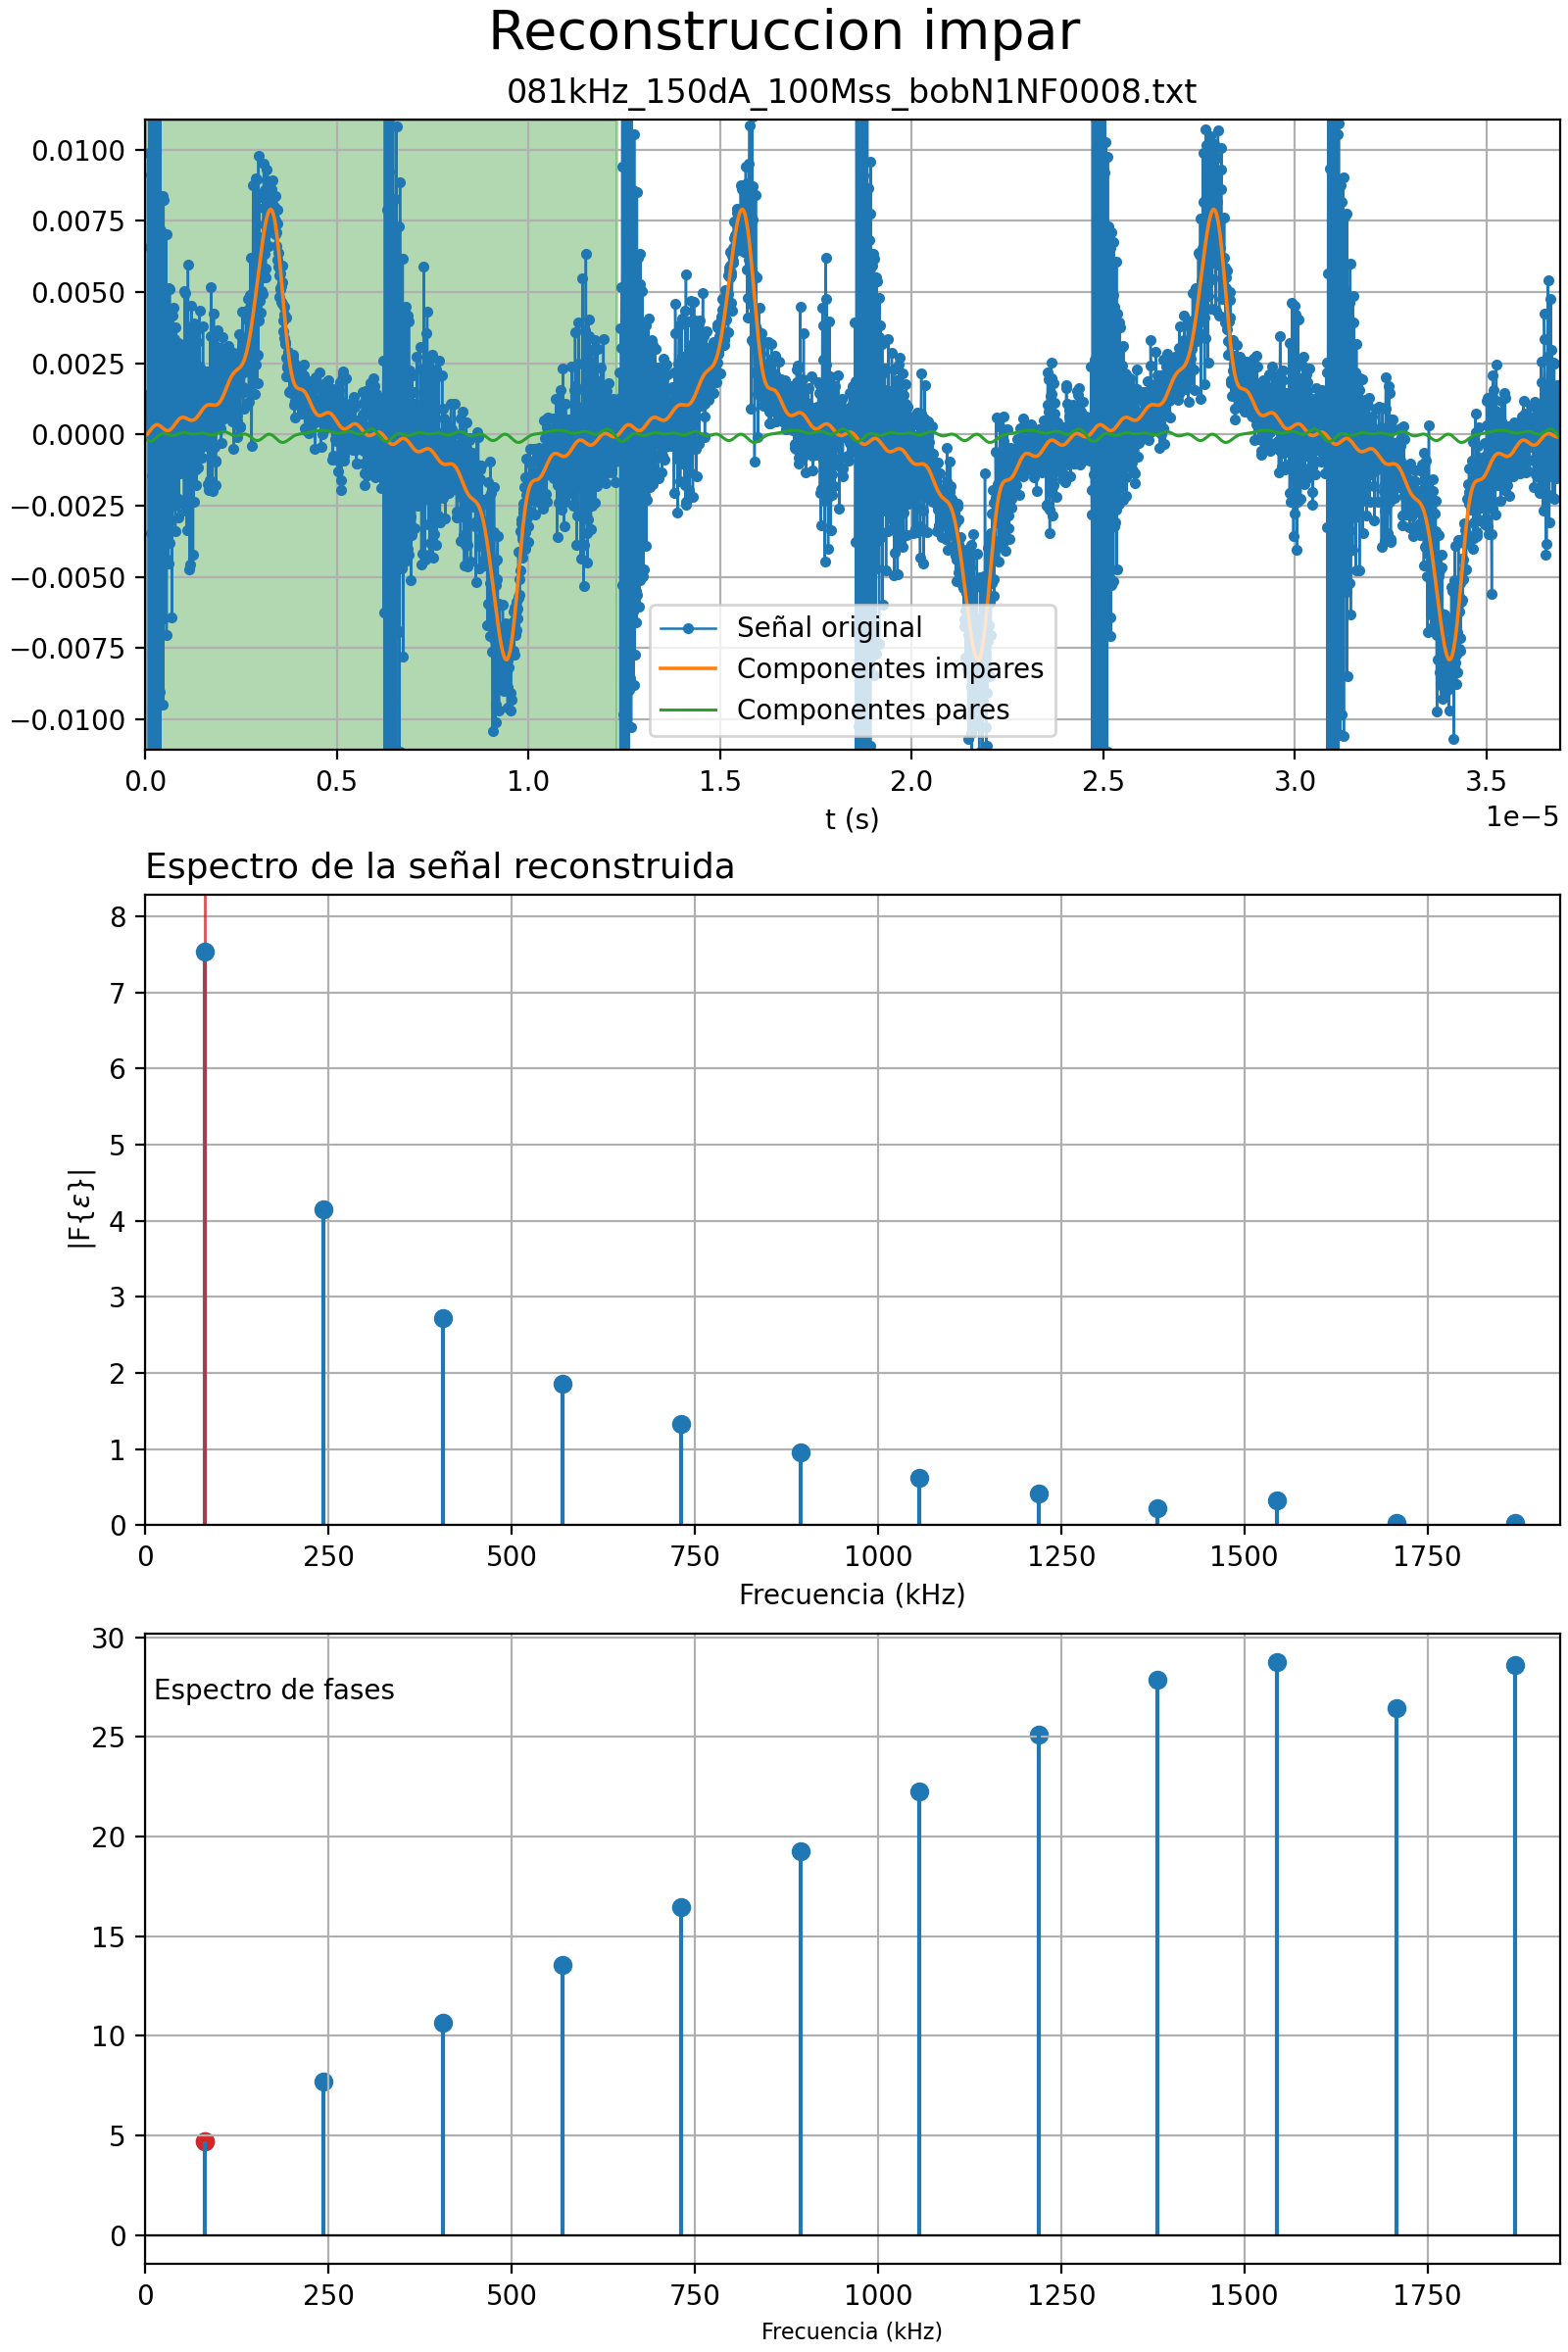 Reconstruccion impar
081kHz_150dA_100Mss_bobN1NF0008.txt
0.0100
0.0075
0.0050
0.0025
0.0000
−0.0025
−0.0050
−0.0075
−0.0100
Señal original
Componentes impares
Componentes pares
0.0 0.5 1.0 1.5 2.0 2.5 3.0 3.5
1e−5
t (s)
Espectro de la señal reconstruida
8
7
6
5
4
3
2
1
0
|F{ε}|
0 250 500 750 1000 1250 1500 1750
Frecuencia (kHz)
30
25
20
15
10
5
0
Espectro de fases
0 250 500 750 1000 1250 1500 1750
Frecuencia (kHz)